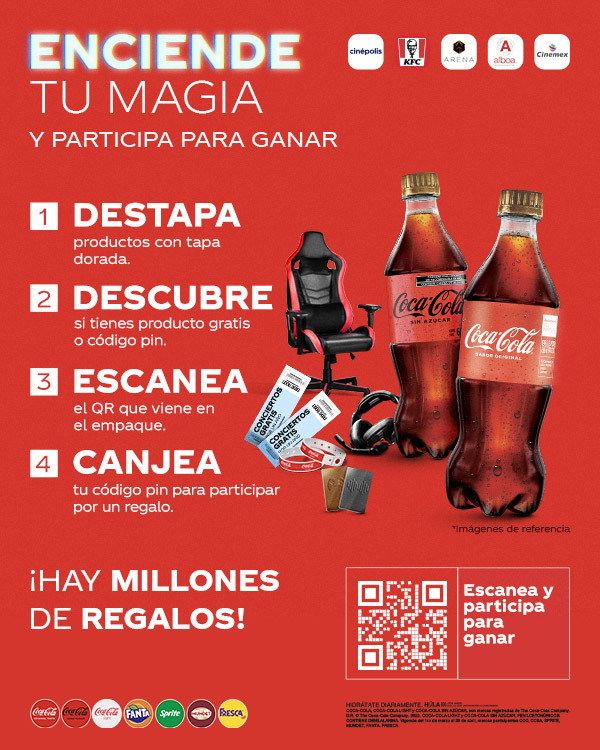 ENCIENDE
TU MAGIA
Y PARTICIPA PARA GANAR
cinépolis
KFC
ARENA
A
alboa
Cinemex
1 DESTAPA
productos con tapa
dorada.
2 DESCUBRE
si tienes producto gratis
o código pin.
3 ESCANEA
el QR que viene en
el empaque.
4 CANJEA
tu código pin para participar
por un regalo.
CONCIERTOS
GRATIS
CONCIERTOS
GRATIS
Coca-Cola
SIN AZÚCAR
Coca-Cola
SABOR ORIGINAL
*imágenes de referencia
¡HAY MILLONES
DE REGALOS!
Escanea y
participa
para
ganar
Coca-Cola
Coca-Cola
Coca-Cola
light
FANTA
Sprite
MUNDET
FRESCA
HIDRÁTATE DIARIAMENTE.